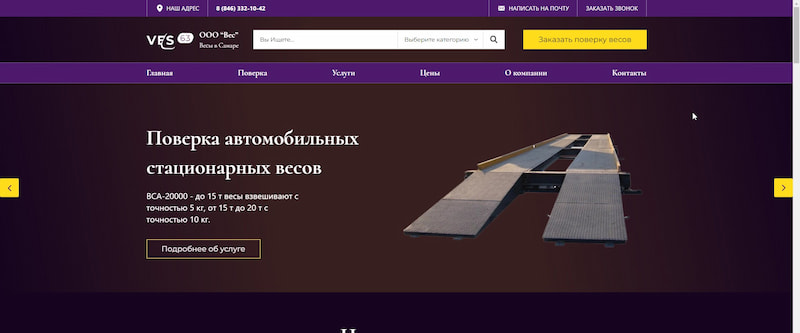 НАШ АДРЕС
8 (846) 332-10-42
НАПИСАТЬ НА ПОЧТУ
ЗАКАЗАТЬ ЗВОНОК
VES 63
ООО “Вес”
Весы в Самаре
Вы Ищете...
Выберите категорию
Заказать поверку весов
Главная
Поверка
Услуги
Цены
О компании
Контакты
Поверка автомобильных
стационарных весов
ВСА-20000 - до 15 т весы взвешивают с
точностью 5 кг, от 15 т до 20 т с
точностью 10 кг.
Подробнее об услуге